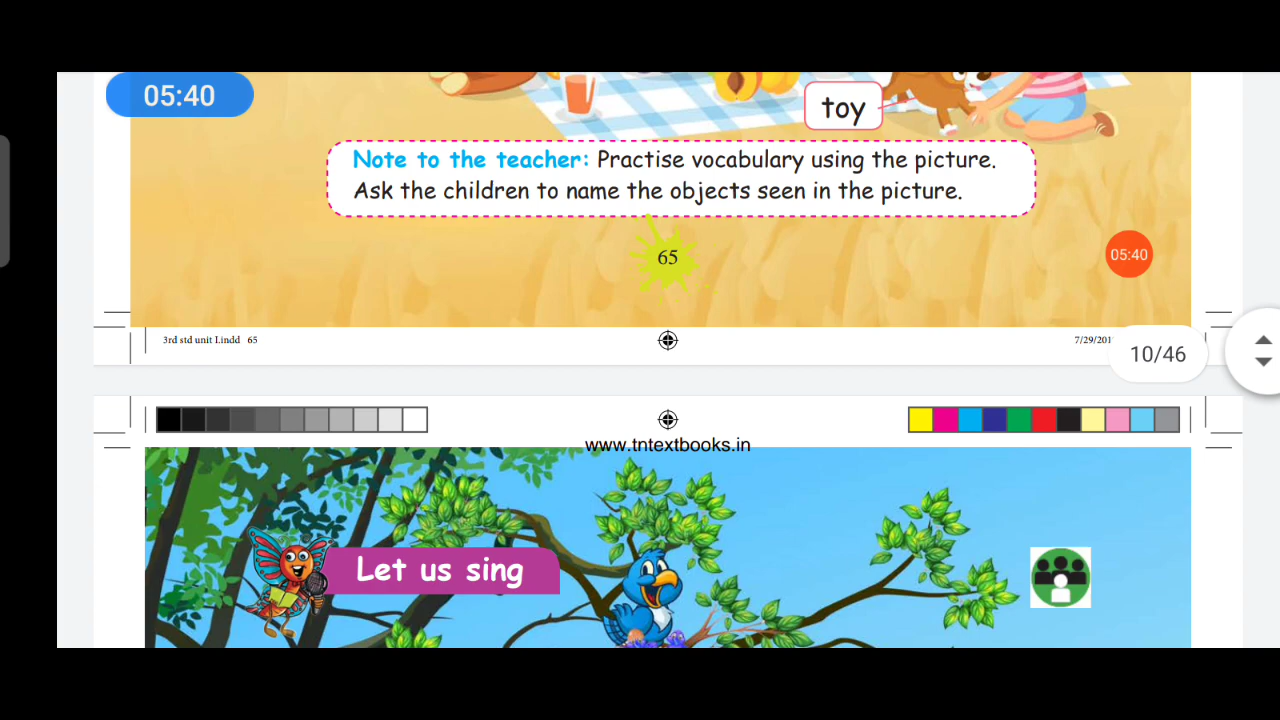 05:40
toy
Note to the teacher: Practise vocabulary using the picture.
Ask the children to name the objects seen in the picture.
65
05:40
3rd std unit I.indd 65
10/46
www.tntextbooks.in
Let us sing